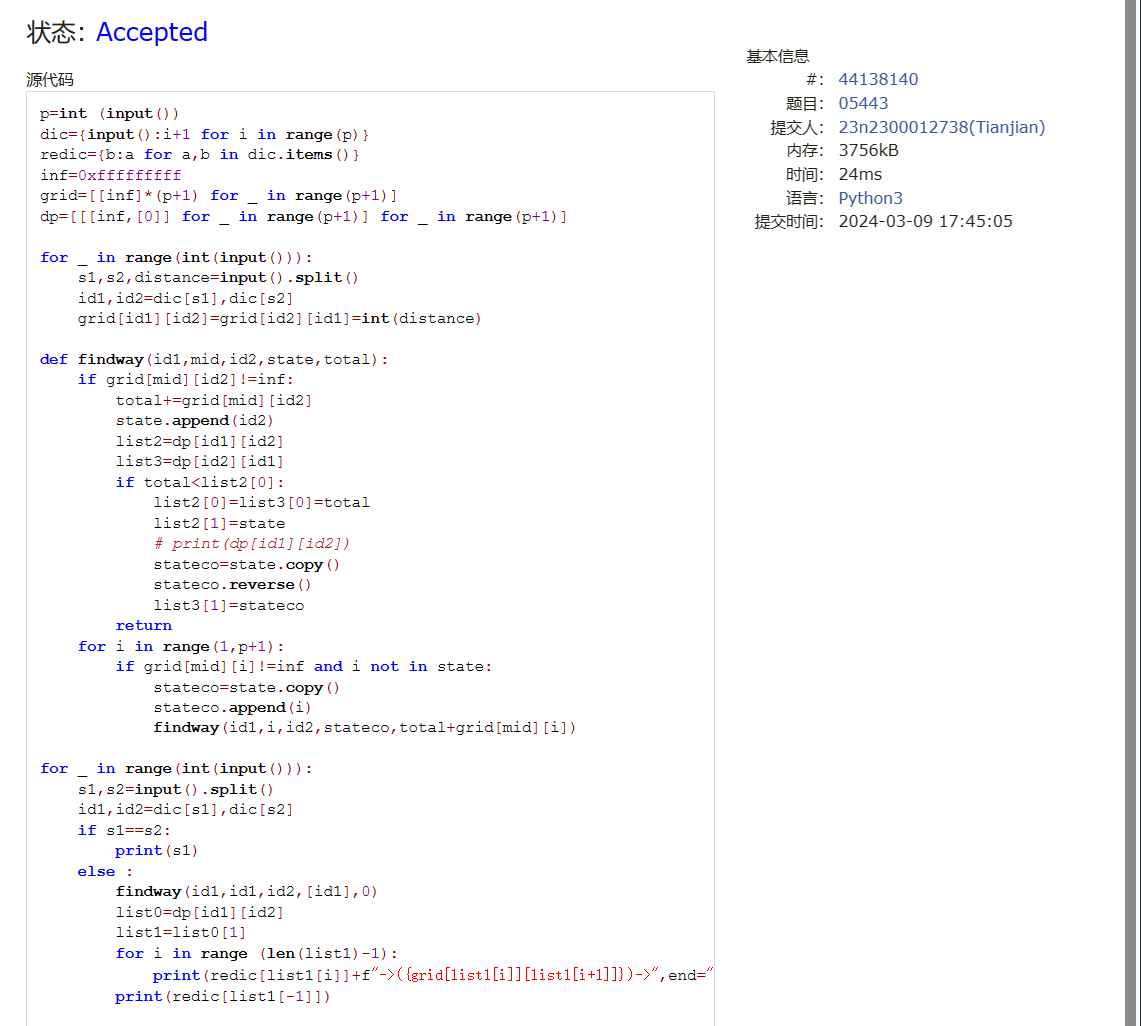 状态: Accepted
源代码
p=int (input())
dic={input():i+1 for i in range(p)}
redic={b:a for a,b in dic.items()}
inf=0xfffffffff
grid=[[inf]*(p+1) for _ in range(p+1)]
dp=[[[inf,[0]] for _ in range(p+1)] for _ in range(p+1)]
for _ in range(int(input())):
    s1,s2,distance=input().split()
    id1,id2=dic[s1],dic[s2]
    grid[id1][id2]=grid[id2][id1]=int(distance)
def findway(id1,mid,id2,state,total):
    if grid[mid][id2]!=inf:
        total+=grid[mid][id2]
        state.append(id2)
        list2=dp[id1][id2]
        list3=dp[id2][id1]
        if total<list2[0]:
            list2[0]=list3[0]=total
            list2[1]=state
            # print(dp[id1][id2])
            stateco=state.copy()
            stateco.reverse()
            list3[1]=stateco
        return
    for i in range(1,p+1):
        if grid[mid][i]!=inf and i not in state:
            stateco=state.copy()
            stateco.append(i)
            findway(id1,i,id2,stateco,total+grid[mid][i])
for _ in range(int(input())):
    s1,s2=input().split()
    id1,id2=dic[s1],dic[s2]
    if s1==s2:
        print(s1)
    else :
        findway(id1,id1,id2,[id1],0)
        list0=dp[id1][id2]
        list1=list0[1]
        for i in range (len(list1)-1):
            print(redic[list1[i]]+f"->({grid[list1[i]][list1[i+1]]})->",end="
        print(redic[list1[-1]])
基本信息
#: 44138140
题目: 05443
提交人: 23n2300012738(Tianjian)
内存: 3756kB
时间: 24ms
语言: Python3
提交时间: 2024-03-09 17:45:05